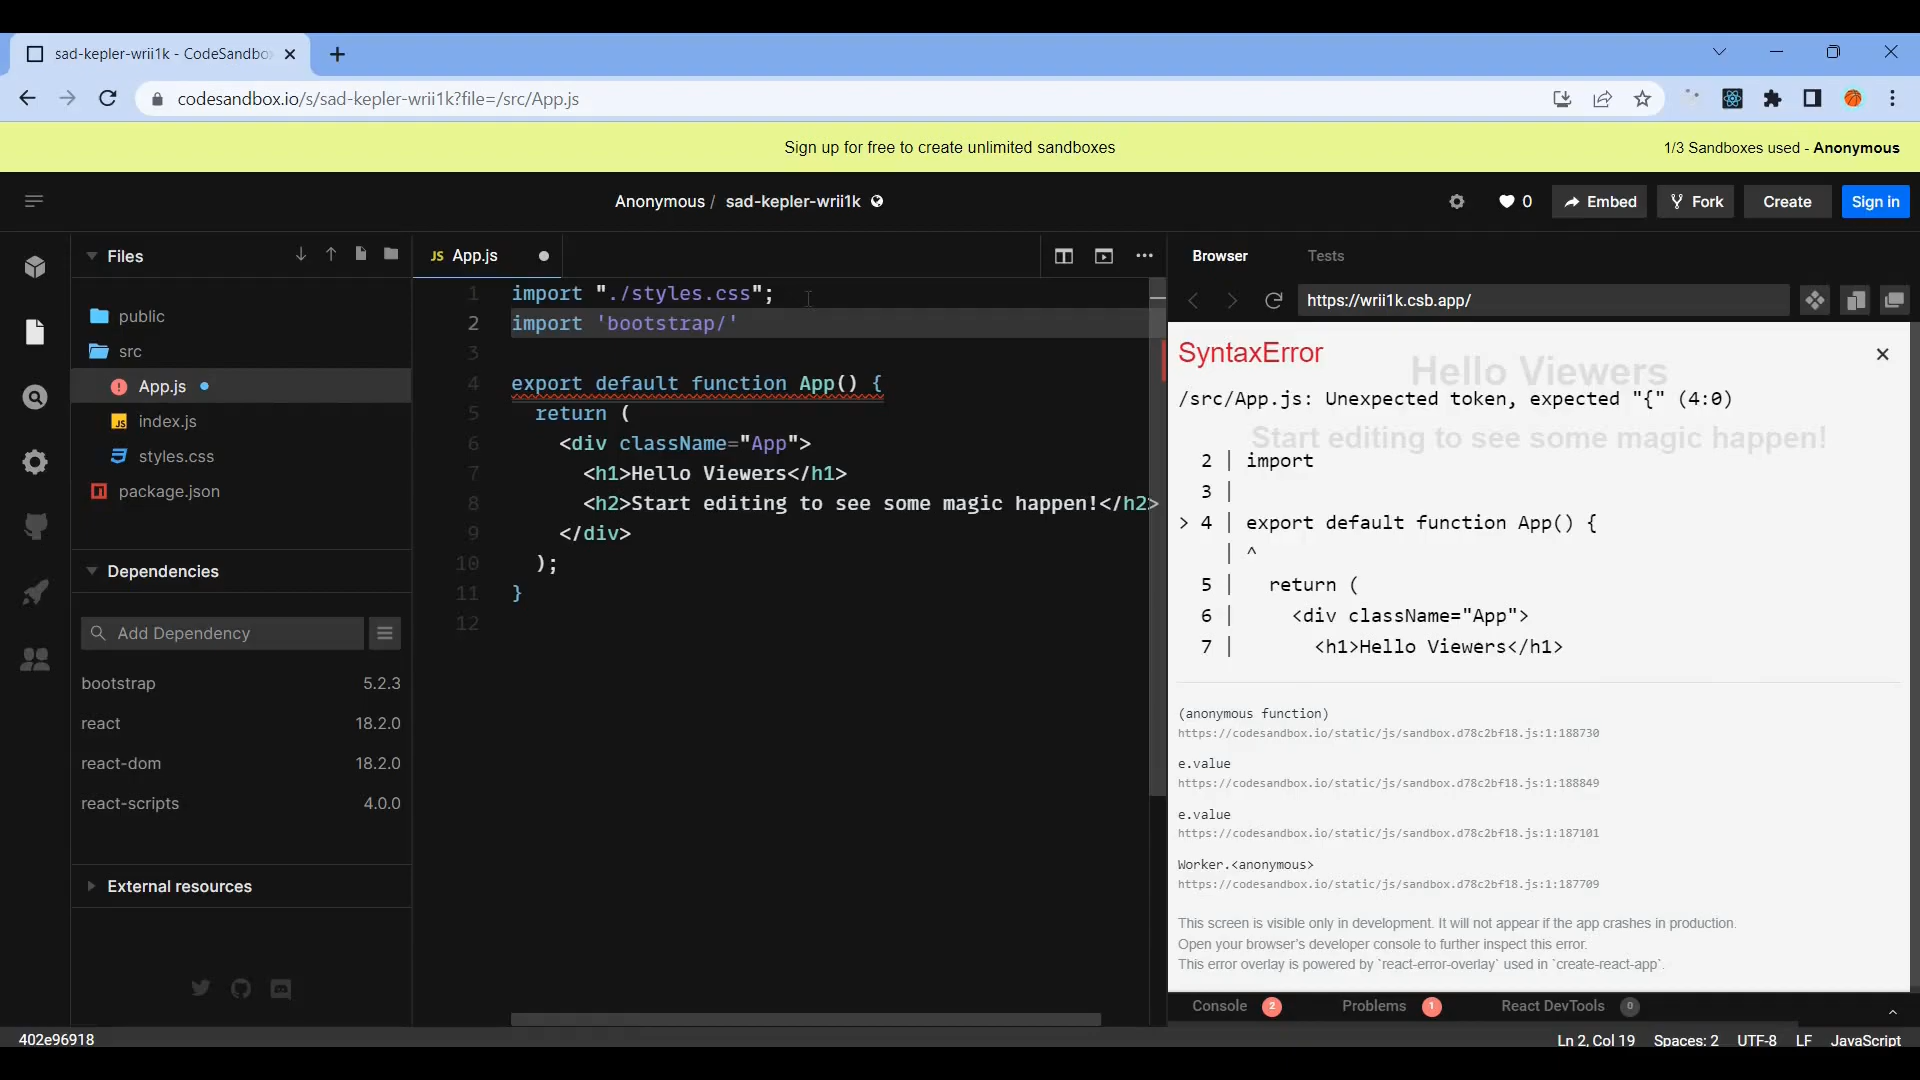 sad-kepler-wrii1k - CodeSandbo
codesandbox.io/s/sad-kepler-wrii1k?file=/src/App.js
Sign up for free to create unlimited sandboxes
1/3 Sandboxes used - Anonymous
Anonymous / sad-kepler-wrii1k
0
Embed
Fork
Create
Sign in
Files
public
src
App.js
index.js
styles.css
package.json
Dependencies
Add Dependency
bootstrap 5.2.3
react 18.2.0
react-dom 18.2.0
react-scripts 4.0.0
External resources
JS App.js
1 import "./styles.css";
2 import 'bootstrap/'
3
4 export default function App() {
5 return (
6 <div className="App">
7 <h1>Hello Viewers</h1>
8 <h2>Start editing to see some magic happen!</h2>
9 </div>
10 );
11 }
12
Browser
Tests
https://wrii1k.csb.app/
Hello Viewers
Start editing to see some magic happen!
SyntaxError
/src/App.js: Unexpected token, expected "{" (4:0)
2 | import
3 |
> 4 | export default function App() {
| ^
5 | return (
6 | <div className="App">
7 | <h1>Hello Viewers</h1>
(anonymous function)
https://codesandbox.io/static/js/sandbox.d78c2bf18.js:1:188730
e.value
https://codesandbox.io/static/js/sandbox.d78c2bf18.js:1:188849
e.value
https://codesandbox.io/static/js/sandbox.d78c2bf18.js:1:187101
Worker.<anonymous>
https://codesandbox.io/static/js/sandbox.d78c2bf18.js:1:187709
This screen is visible only in development. It will not appear if the app crashes in production.
Open your browser's developer console to further inspect this error.
This error overlay is powered by `react-error-overlay` used in `create-react-app`.
Console 2
Problems 1
React DevTools 0
402e96918
Ln 2, Col 19 Spaces: 2 UTF-8 LF JavaScript